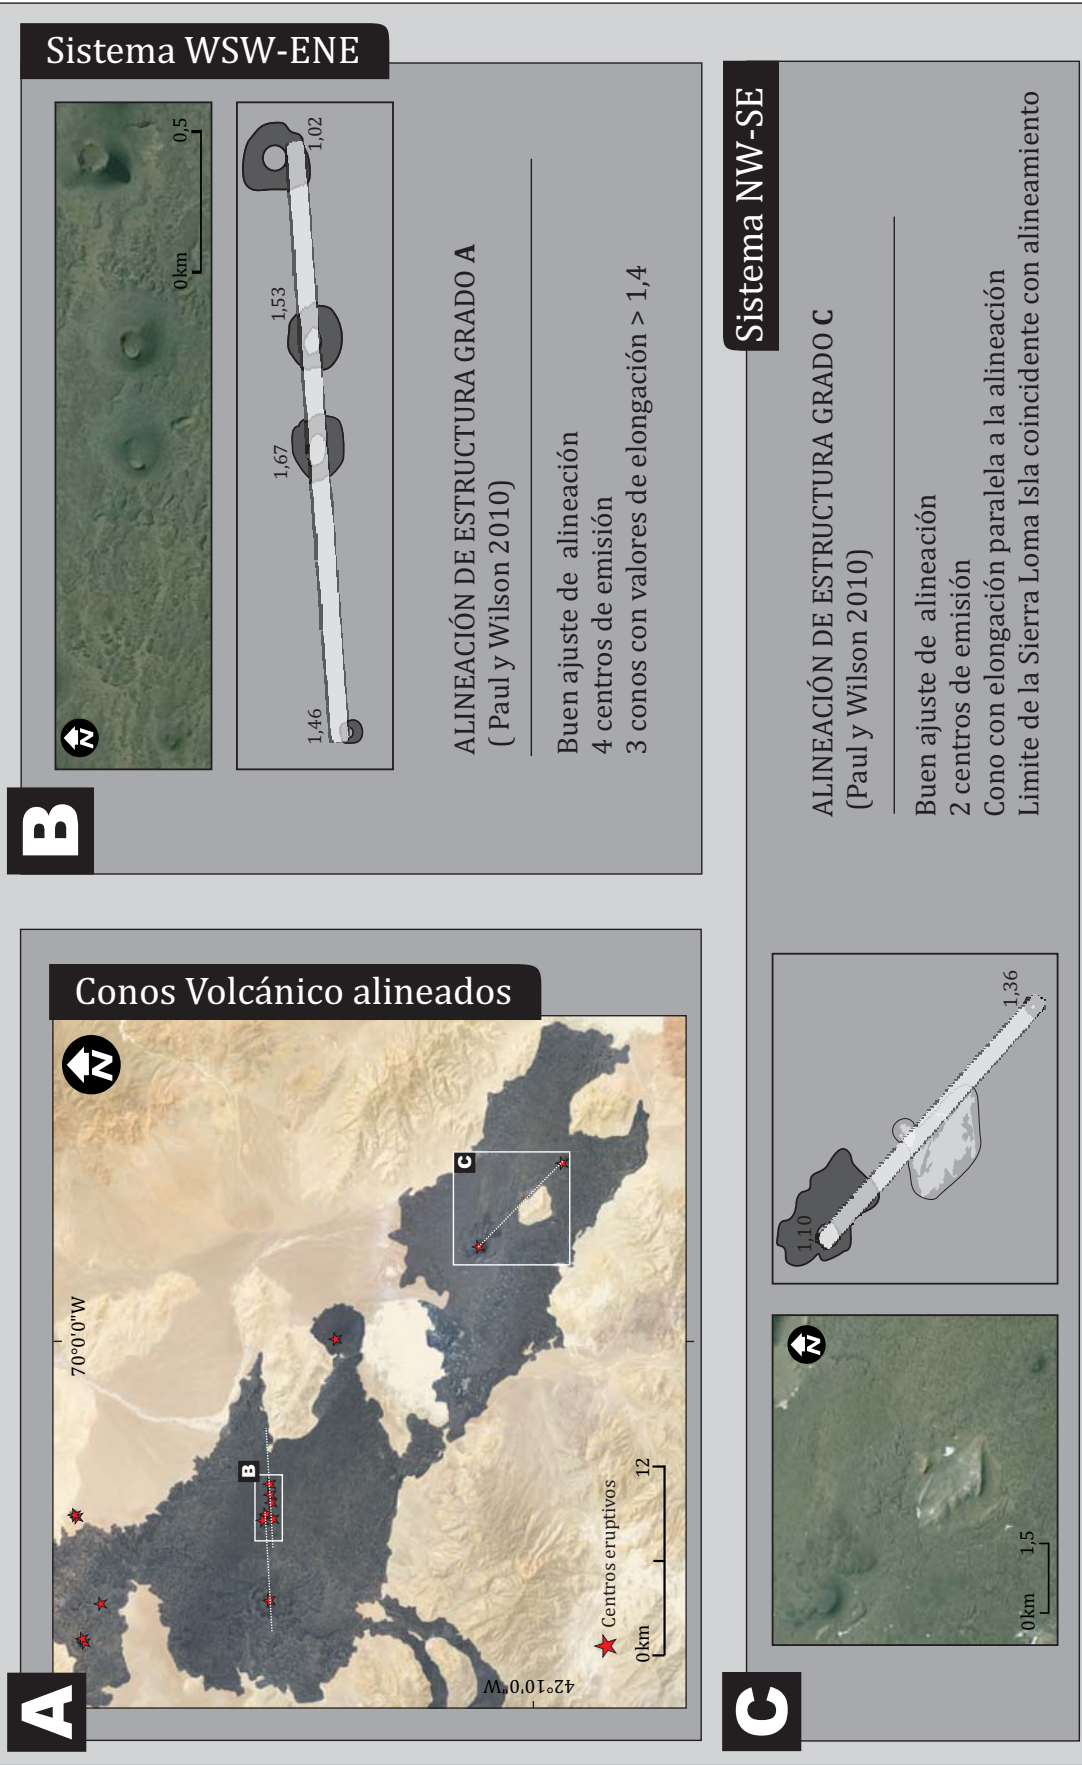 A
Conos Volcánico alineados
N
70°0'0"W
B
C
Centros eruptivos
0km
12
42°10'0"W
B
Sistema WSW-ENE
N
0km
0,5
1,46
1,67
1,53
1,02
ALINEACIÓN DE ESTRUCTURA GRADO A
( Paul y Wilson 2010)
Buen ajuste de alineación
4 centros de emisión
3 conos con valores de elongación > 1,4
C
Sistema NW-SE
N
0km
1,5
1,10
1,36
ALINEACIÓN DE ESTRUCTURA GRADO C
(Paul y Wilson 2010)
Buen ajuste de alineación
2 centros de emisión
Cono con elongación paralela a la alineación
Limite de la Sierra Loma Isla coincidente con alineamiento